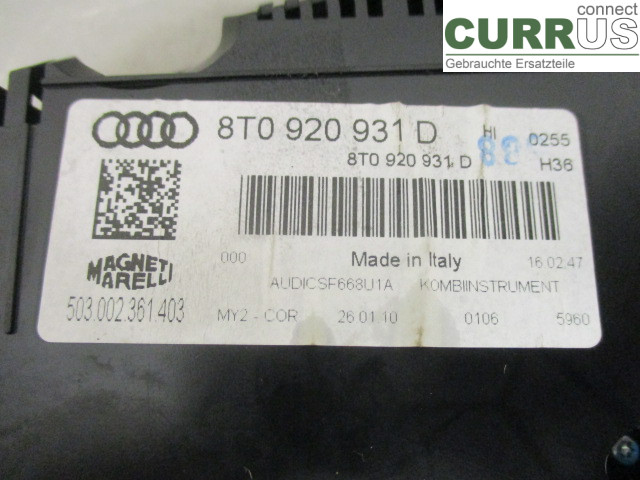 connect
CURRUS
Gebrauchte Ersatzteile
8T0 920 931 D
HI
0255
8T0 920 931 D
H36
000
Made in Italy
16:02:47
MAGNETI
MARELLI
AUDICSF668U1A KOMBIINSTRUMENT
503.002.361.403
MY2 - COR 26.01.10 0106 5960